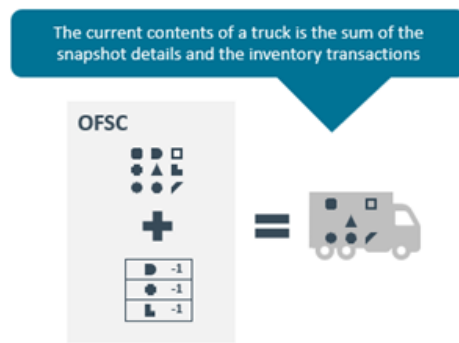 The current contents of a truck is the sum of the
snapshot details and the inventory transactions
OFSC
-1
-1
-1